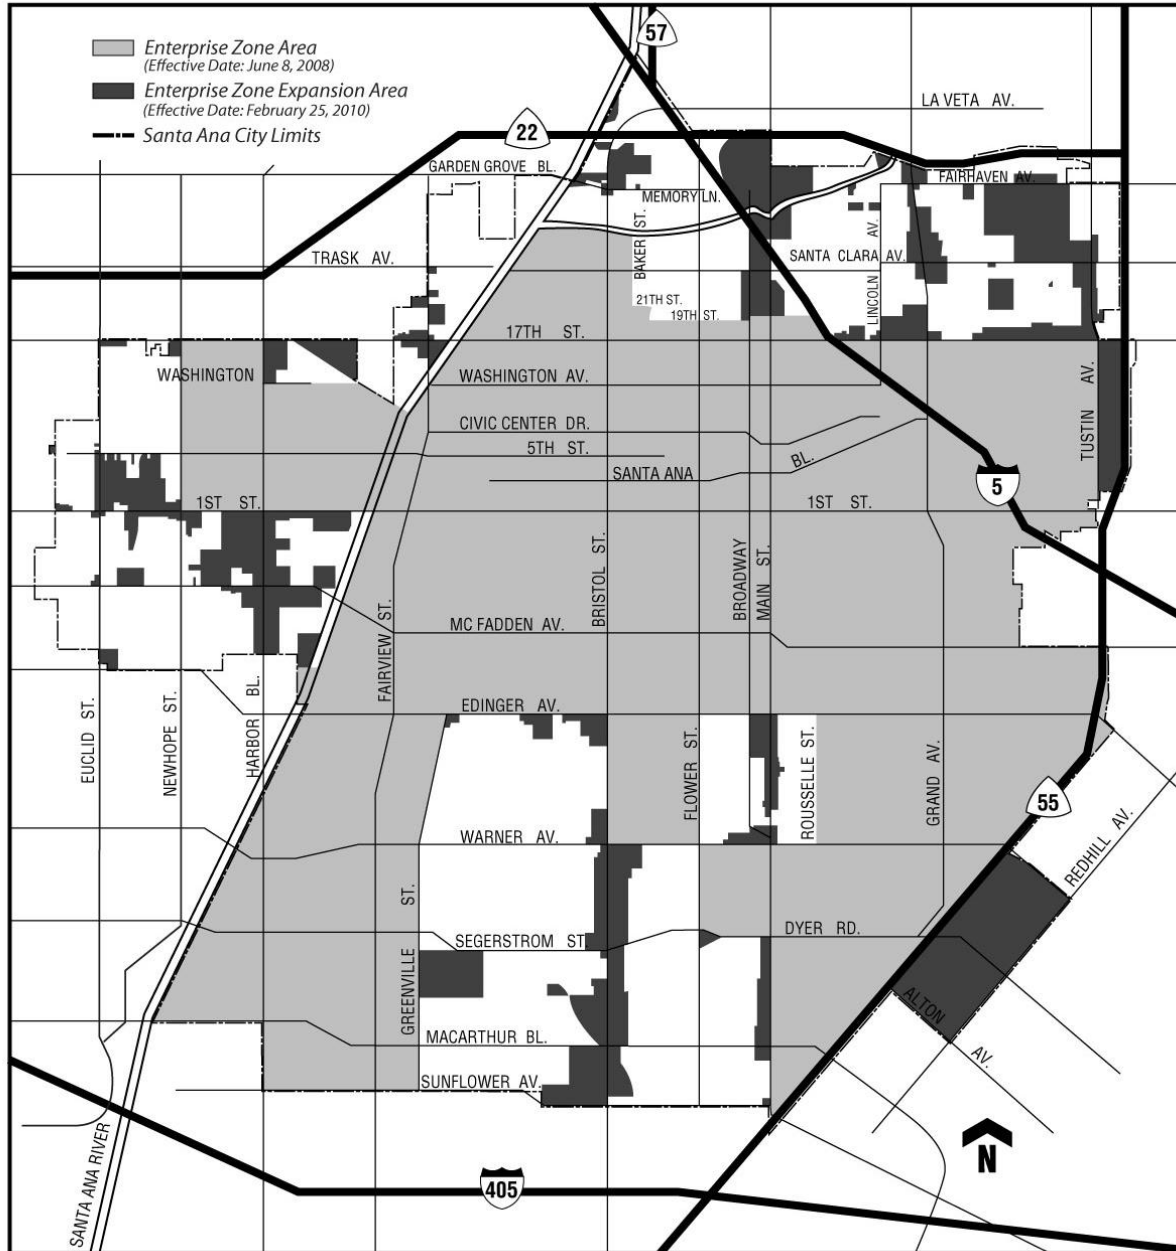 Enterprise Zone Area
(Effective Date: June 8, 2008)
Enterprise Zone Expansion Area
(Effective Date: February 25, 2010)
Santa Ana City Limits
57
LA VETA AV.
22
GARDEN GROVE BL.
FAIRHAVEN AV.
MEMORY LN.
BAKER ST.
TRASK AV.
SANTA CLARA AV.
LINCOLN AV.
21TH ST.
19TH ST.
17TH ST.
WASHINGTON
WASHINGTON AV.
TUSTIN AV.
CIVIC CENTER DR.
5TH ST.
SANTA ANA BL.
5
1ST ST.
1ST ST.
BRISTOL ST.
BROADWAY
MAIN ST.
FAIRVIEW ST.
MC FADDEN AV.
EDINGER AV.
EUCLID ST.
NEWHOPE ST.
HARBOR BL.
FLOWER ST.
ROUSSELLE ST.
GRAND AV.
55
REDHILL AV.
WARNER AV.
GREENVILLE ST.
SEGERSTROM ST.
DYER RD.
ALTON AV.
MACARTHUR BL.
SUNFLOWER AV.
N
405
SANTA ANA RIVER